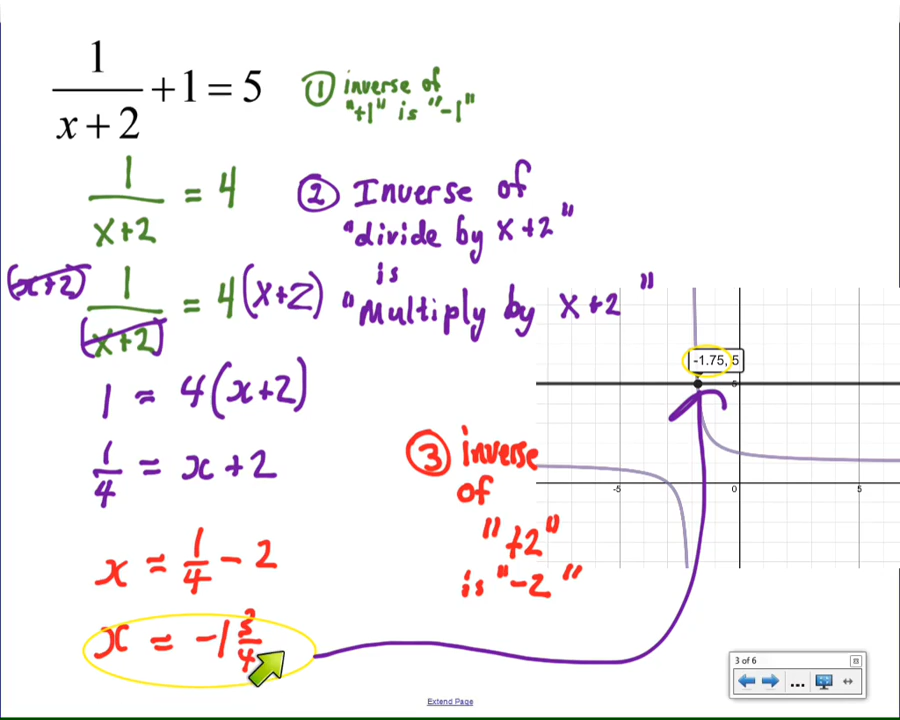 1/(x+2) + 1 = 5
① inverse of
"+1" is "-1"
1/(x+2) = 4
② Inverse of
"divide by x+2"
is
"Multiply by x+2"
(x+2) 1/(x+2) = 4(x+2)
1 = 4(x+2)
1/4 = x+2
③ inverse
of
"+2"
is "-2"
x = 1/4 - 2
x = -1 3/4
-1.75, 5
5
-5
0
5
3 of 6
...
Extend Page